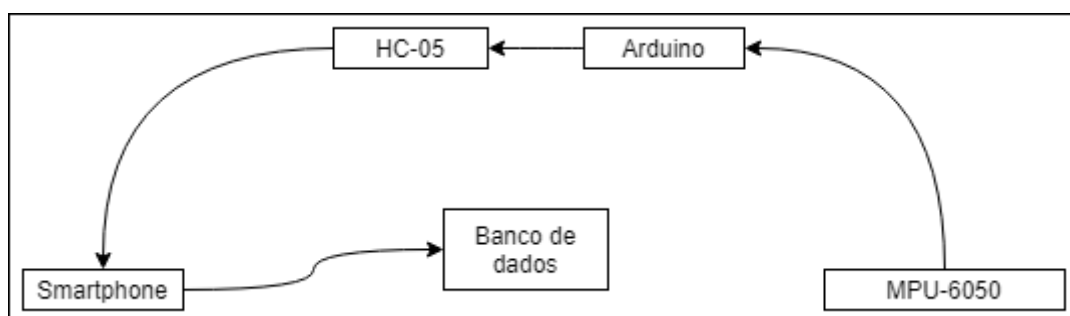 HC-05
Arduino
Banco de
dados
Smartphone
MPU-6050